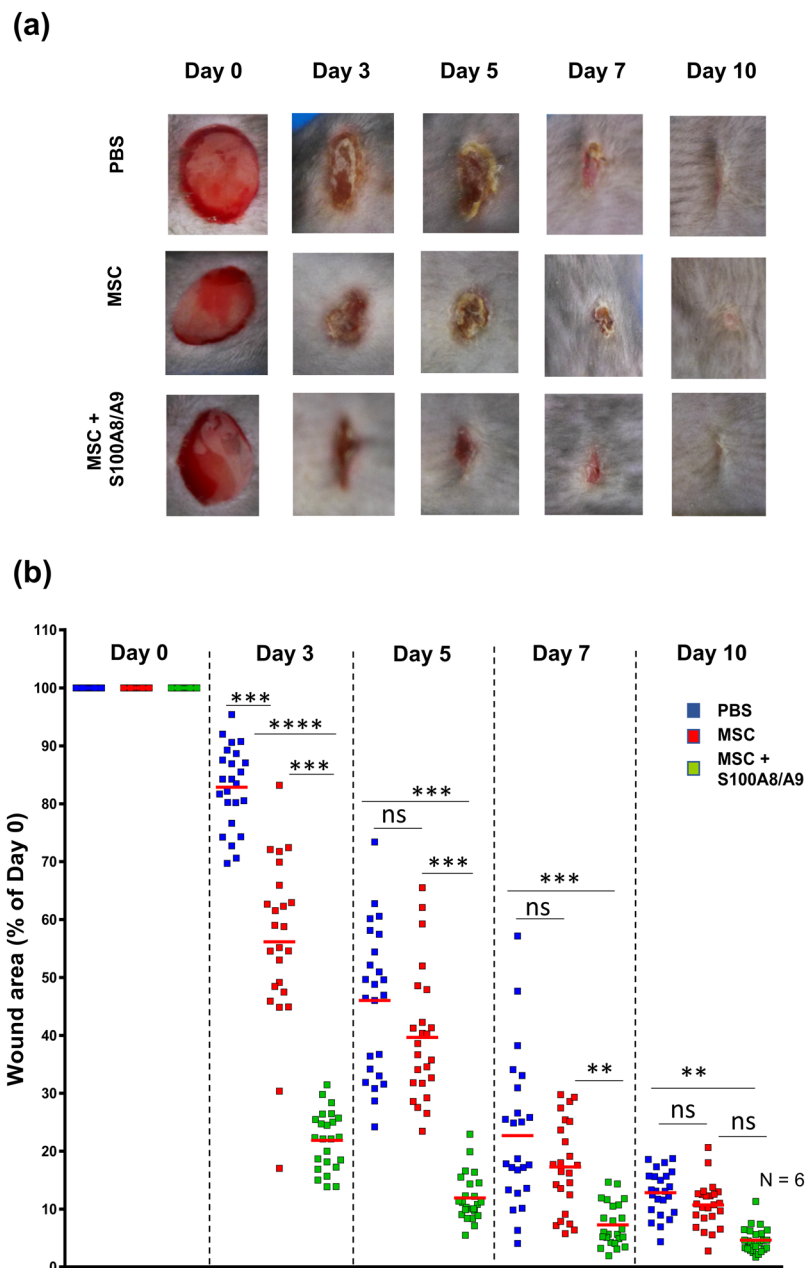 (a)
Day 0 Day 3 Day 5 Day 7 Day 10
PBS
MSC
MSC +
S100A8/A9
(b)
Wound area (% of Day 0)
110
100
90
80
70
60
50
40
30
20
10
0
Day 0 Day 3 Day 5 Day 7 Day 10
***
****
***
***
ns
***
***
ns
**
**
ns
ns
PBS
MSC
MSC +
S100A8/A9
N = 6